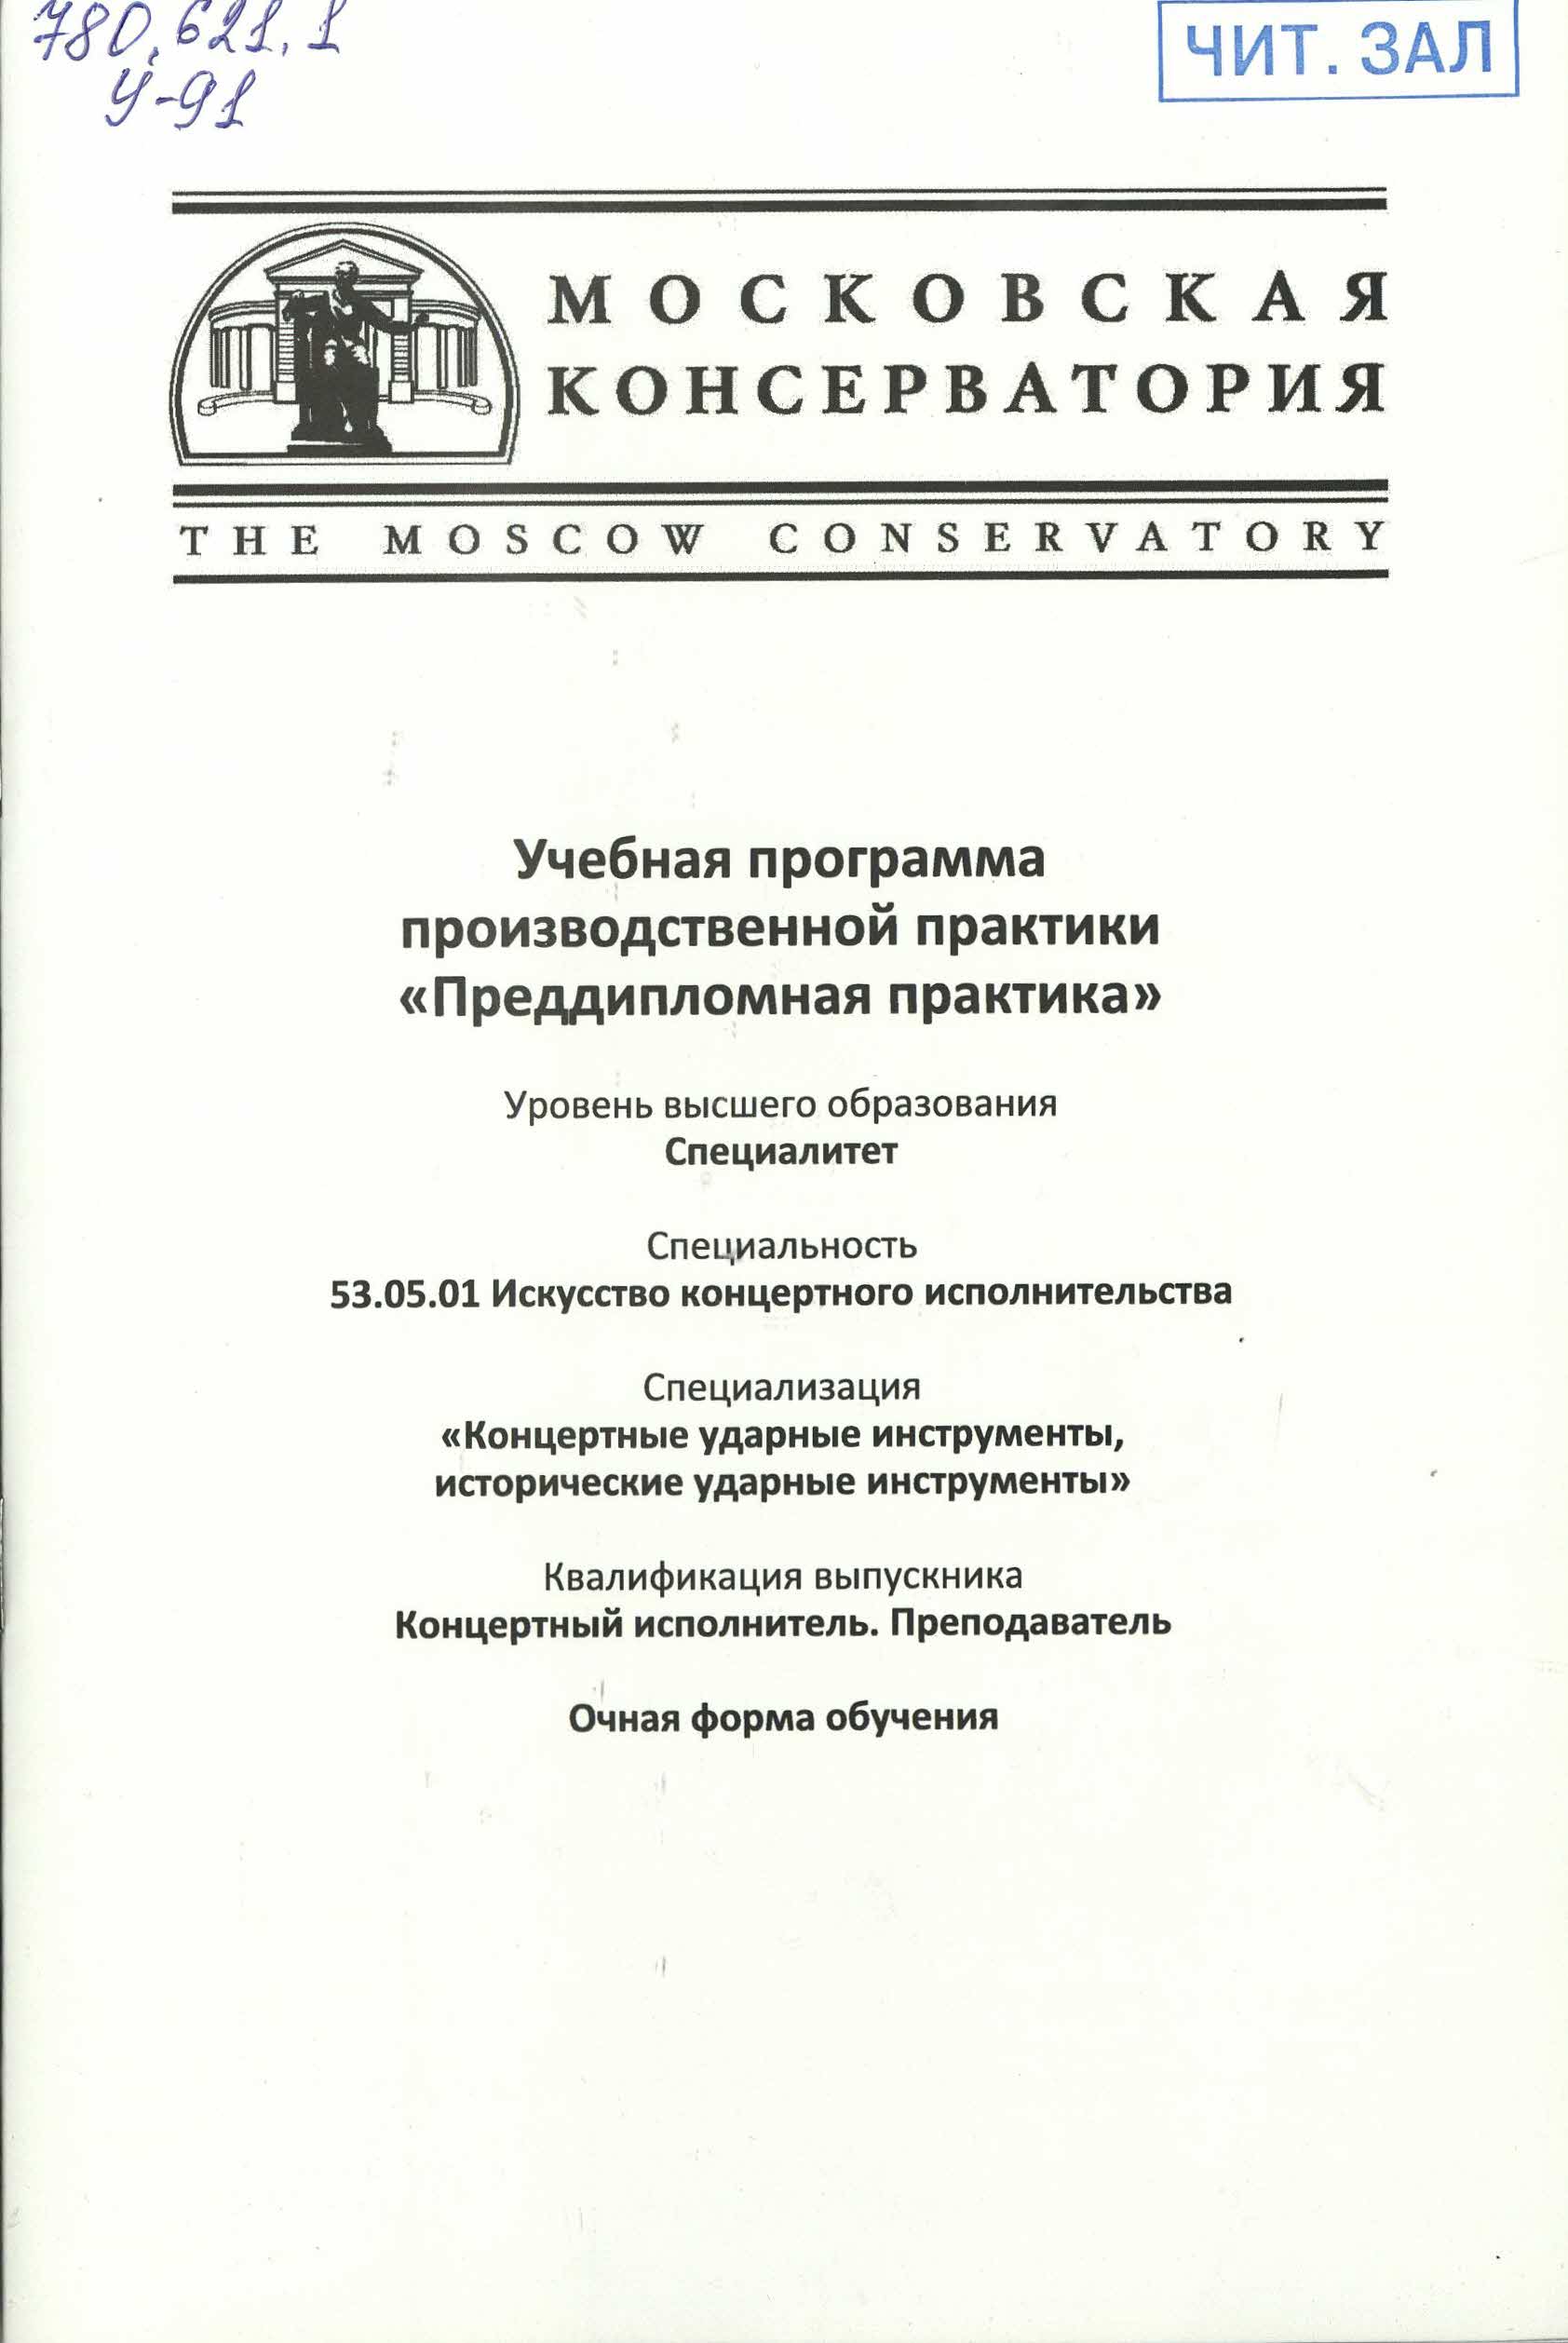 780.621.1
У-91
ЧИТ. ЗАЛ
МОСКОВСКАЯ
КОНСЕРВАТОРИЯ
THE MOSCOW CONSERVATORY
Учебная программа
производственной практики
«Преддипломная практика»
Уровень высшего образования
Специалитет
Специальность
53.05.01 Искусство концертного исполнительства
Специализация
«Концертные ударные инструменты,
исторические ударные инструменты»
Квалификация выпускника
Концертный исполнитель. Преподаватель
Очная форма обучения